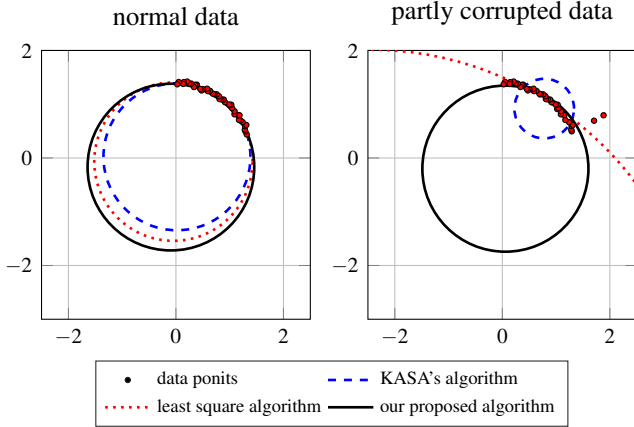 normal data
partly corrupted data
2
0
−2
−2
0
2
2
0
−2
−2
0
2
data ponits
KASA's algorithm
least square algorithm
our proposed algorithm